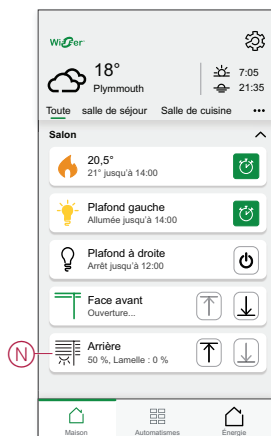 Wiser
18°
Plymmouth
7:05
21:35
Toute salle de séjour Salle de cuisine •••
Salon
20,5°
21° jusqu'à 14:00
Plafond gauche
Allumée jusqu'à 14:00
Plafond à droite
Arrêt jusqu'à 12:00
Face avant
Ouverture...
N
Arrière
50 %, Lamelle : 0 %
Maison Automatismes Énergie